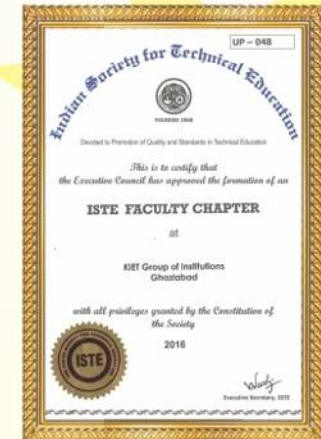 UP – 048
Indian Society for Technical Education
FOUNDED 1968
Devoted to Promotion of Quality and Standards in Technical Education
This is to certify that
the Executive Council has approved the formation of an
ISTE FACULTY CHAPTER
at
KIET Group of Institutions
Ghaziabad
with all privileges granted by the Constitution of
the Society
2016
ISTE
Executive Secretary, ISTE